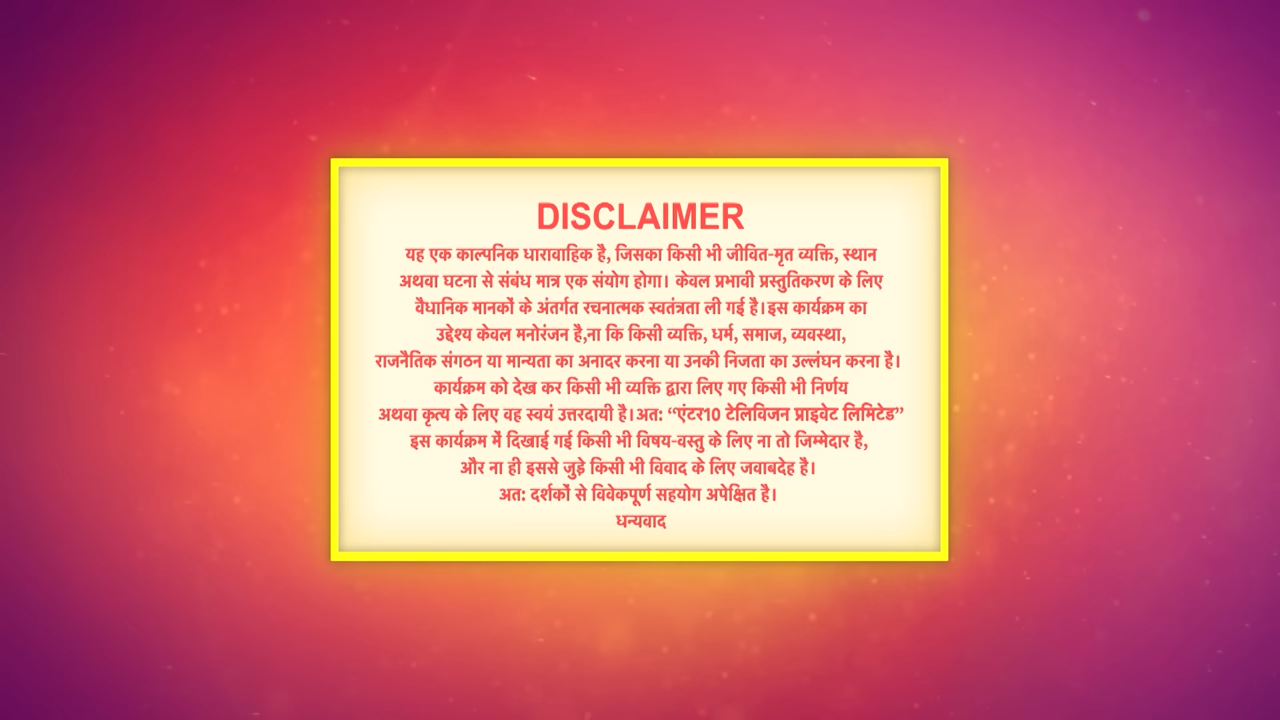 DISCLAIMER
यह एक काल्पनिक धारावाहिक है, जिसका किसी भी जीवित-मृत व्यक्ति, स्थान
अथवा घटना से संबंध मात्र एक संयोग होगा। केवल प्रभावी प्रस्तुतिकरण के लिए
वैधानिक मानकों के अंतर्गत रचनात्मक स्वतंत्रता ली गई है।इस कार्यक्रम का
उद्देश्य केवल मनोरंजन है,ना कि किसी व्यक्ति, धर्म, समाज, व्यवस्था,
राजनैतिक संगठन या मान्यता का अनादर करना या उनकी निजता का उल्लंघन करना है।
कार्यक्रम को देख कर किसी भी व्यक्ति द्वारा लिए गए किसी भी निर्णय
अथवा कृत्य के लिए वह स्वयं उत्तरदायी है।अत: “एंटर10 टेलिविजन प्राइवेट लिमिटेड”
इस कार्यक्रम में दिखाई गई किसी भी विषय-वस्तु के लिए ना तो जिम्मेदार है,
और ना ही इससे जुड़े किसी भी विवाद के लिए जवाबदेह है।
अत: दर्शकों से विवेकपूर्ण सहयोग अपेक्षित है।
धन्यवाद